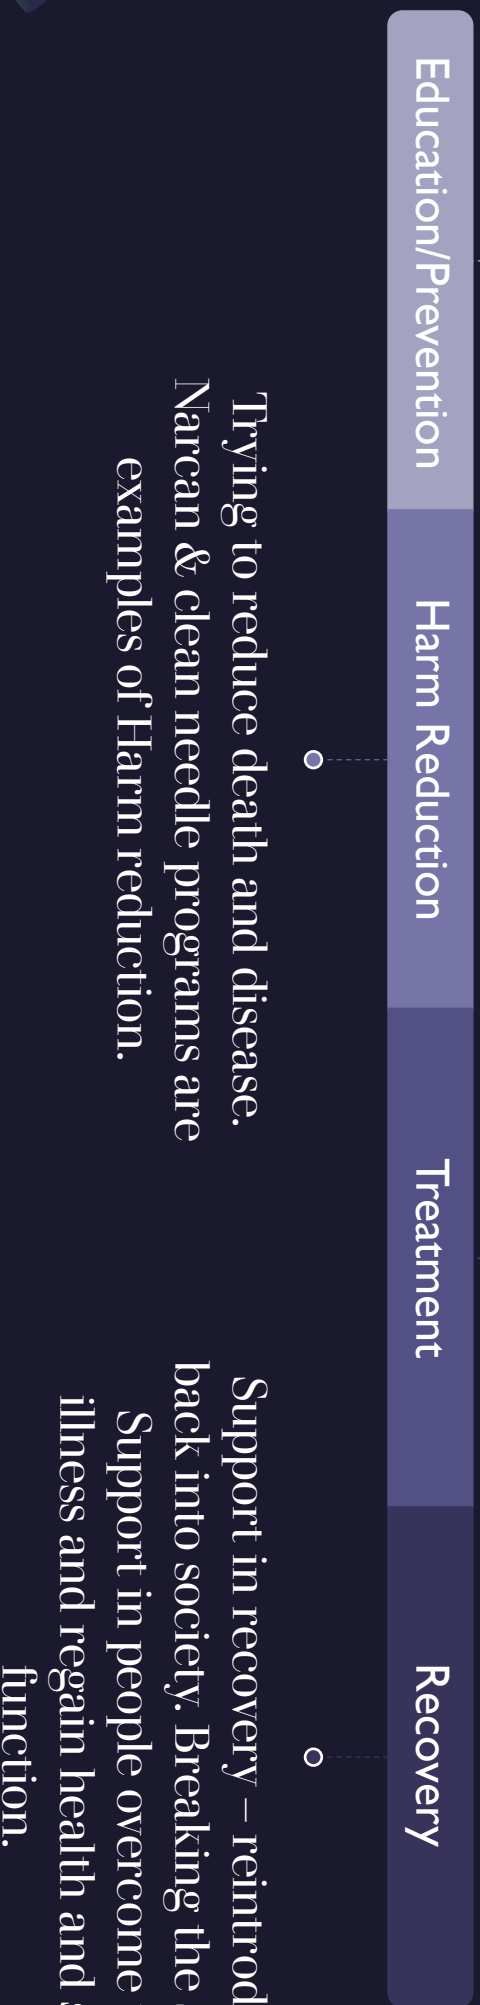 Education/Prevention
Harm Reduction
Treatment
Recovery
Trying to reduce death and disease.
Narcan & clean needle programs are
examples of Harm reduction.
Support in recovery – reintrod
back into society. Breaking the
Support in people overcome
illness and regain health and
function.